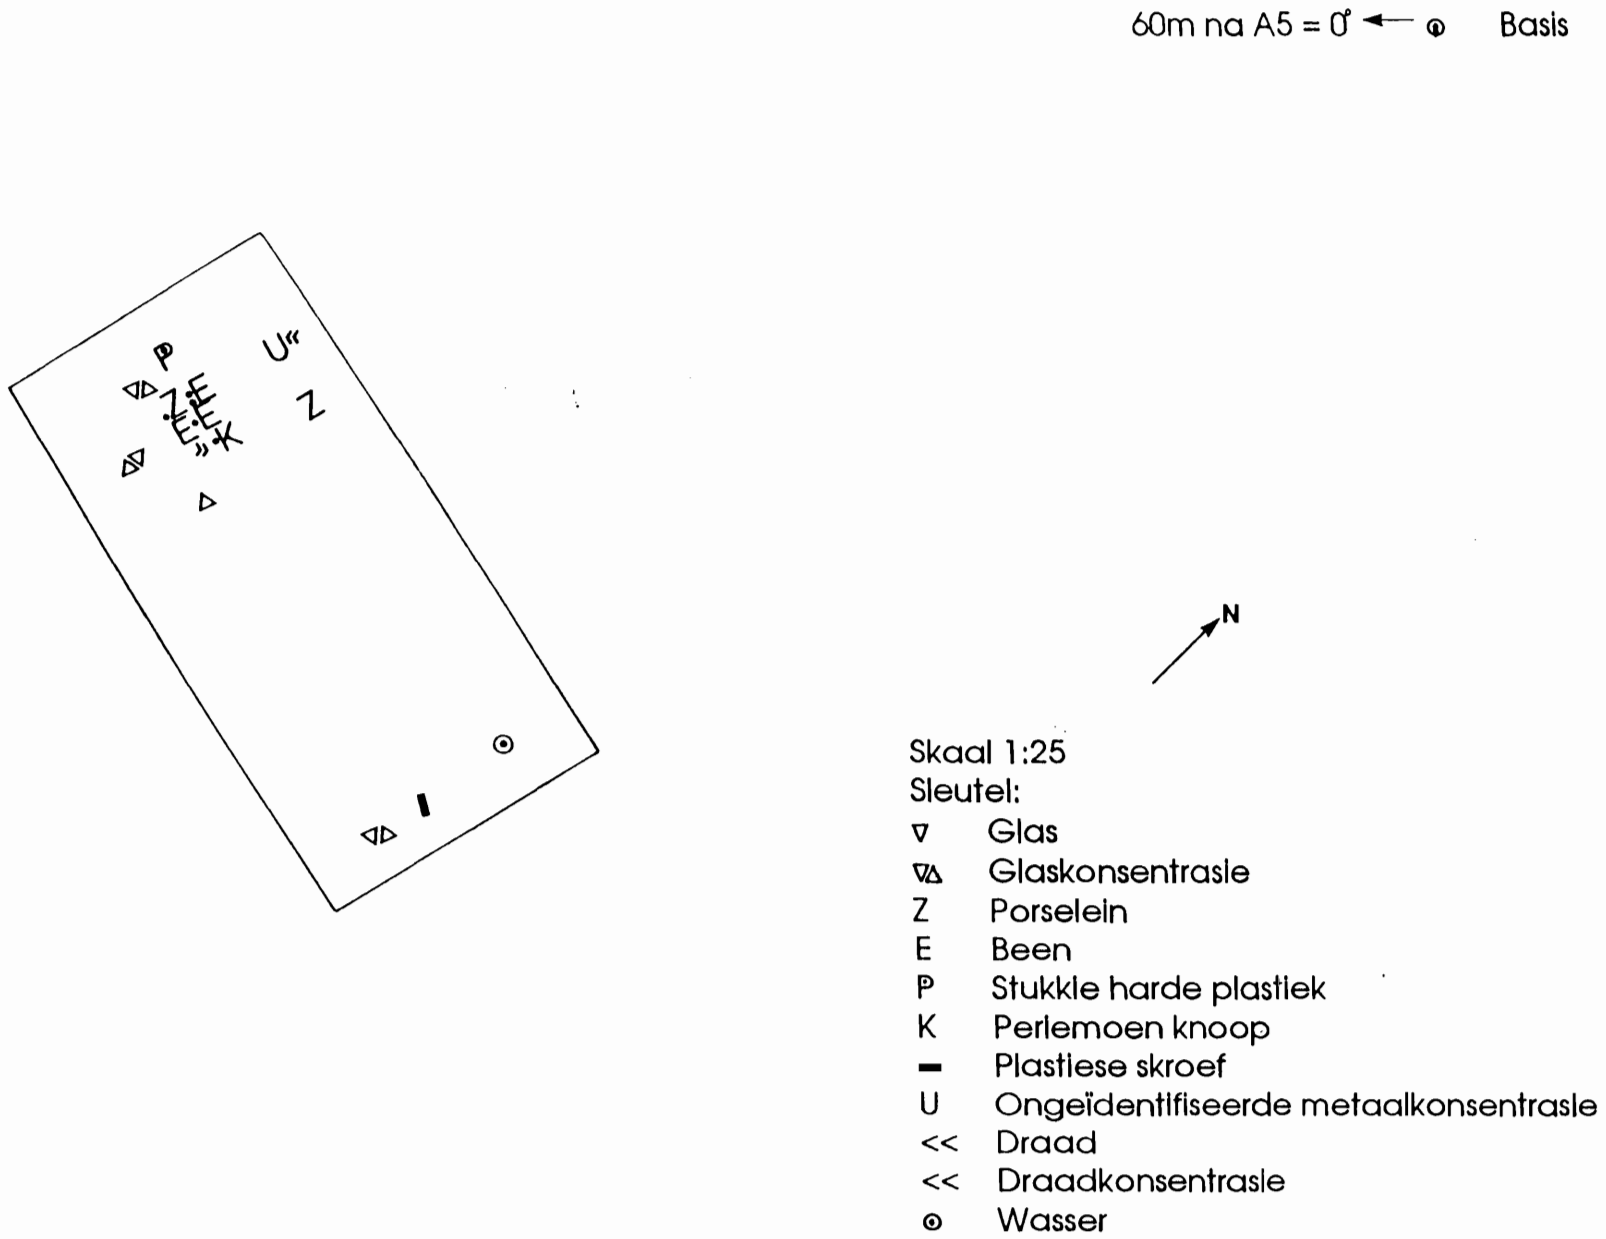 60m na A5 = 0° ← Basis
P
U «
E
Z
Z
E
E
K
»
N
Skaal 1:25
Sleutel:
Glas
Glaskonsentrasie
Z Porselein
E Been
P Stukkie harde plastiek
K Perlemoen knoop
Plastiese skroef
U Ongeïdentifiseerde metaalkonsentrasie
<< Draad
<< Draadkonsentrasie
Wasser